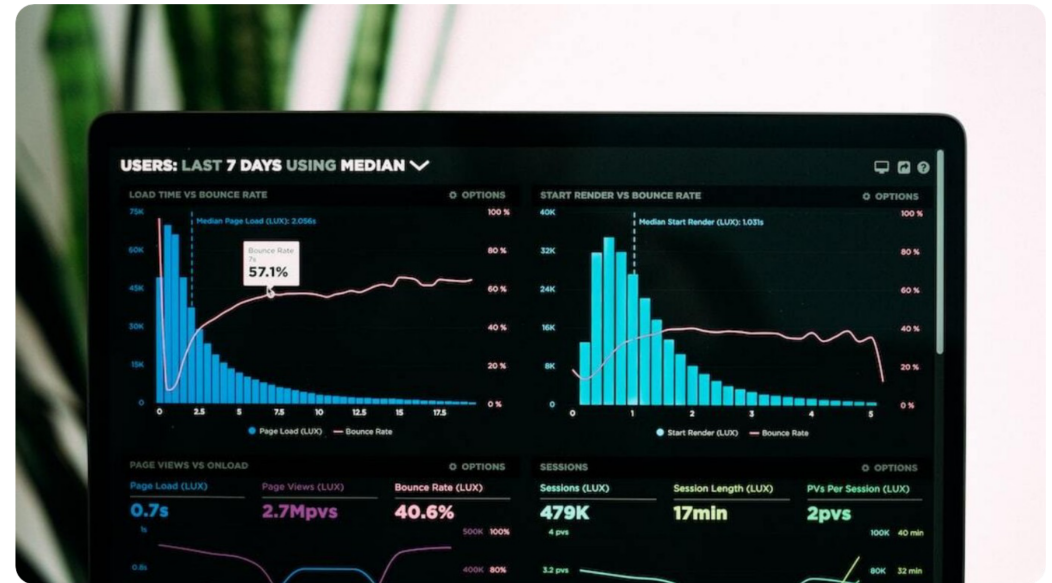 USERS: LAST 7 DAYS USING MEDIAN
LOAD TIME VS BOUNCE RATE
OPTIONS
75K
60K
45K
30K
15K
0
Median Page Load (LUX): 2.056s
Bounce Rate
7s
57.1%
100 %
80 %
60 %
40 %
20 %
0 %
0 2.5 5 7.5 10 12.5 15 17.5
Page Load (LUX) Bounce Rate
START RENDER VS BOUNCE RATE
OPTIONS
40K
32K
24K
16K
8K
0
Median Start Render (LUX): 1.031s
100 %
80 %
60 %
40 %
20 %
0 %
0 1 2 3 4 5
Start Render (LUX) Bounce Rate
PAGE VIEWS VS ONLOAD
OPTIONS
Page Load (LUX) Page Views (LUX) Bounce Rate (LUX)
0.7s 2.7Mpvs 40.6%
1s 500K 100%
0.8s 400K 80%
SESSIONS
OPTIONS
Sessions (LUX) Session Length (LUX) PVs Per Session (LUX)
479K 17min 2pvs
4 pvs 100K 40 min
3.2 pvs 80K 32 min